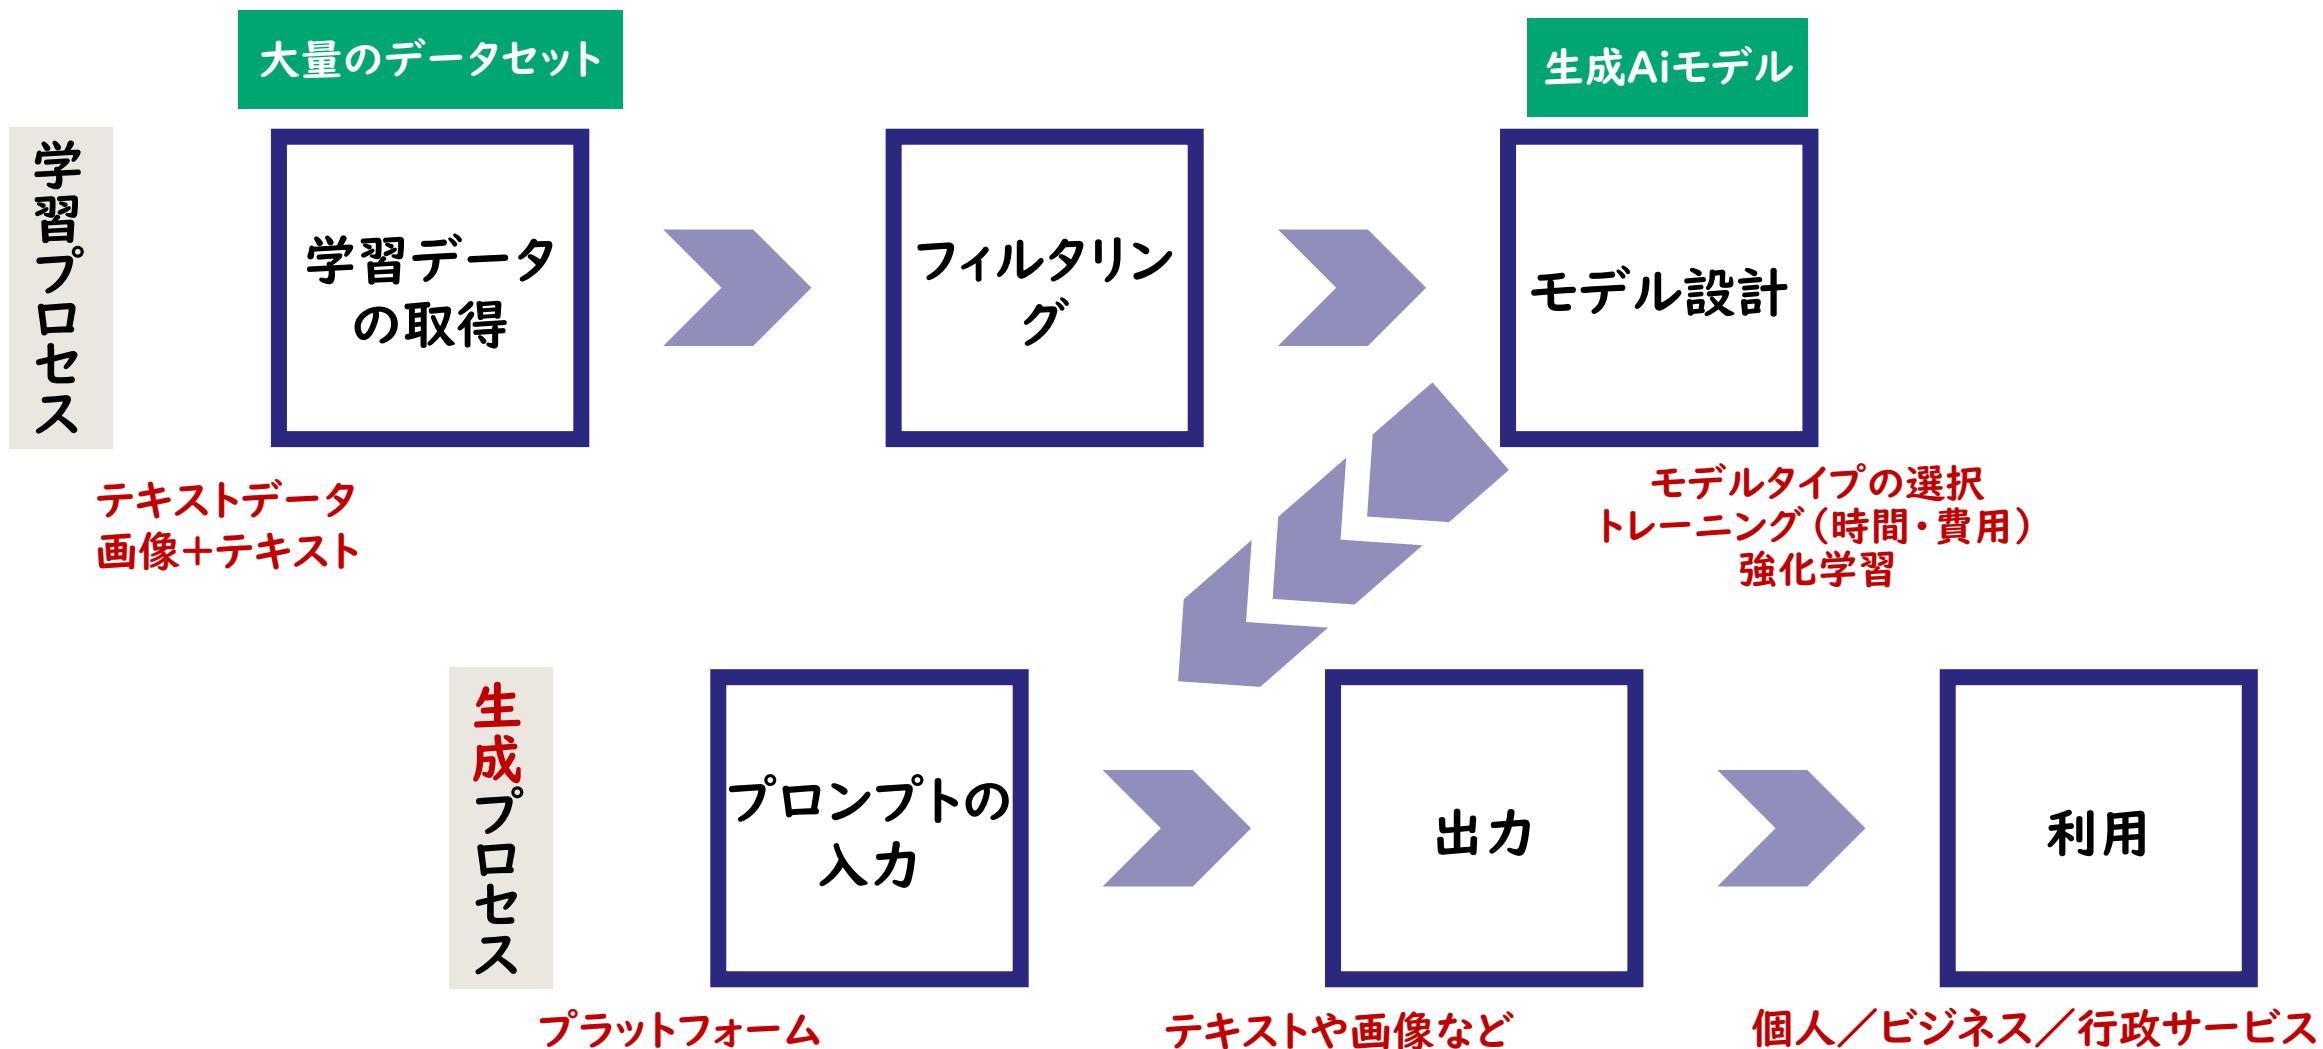 大量のデータセット
生成Aiモデル
学習プロセス
学習データ
の取得
フィルタリン
グ
モデル設計
テキストデータ
画像＋テキスト
モデルタイプの選択
トレーニング（時間・費用）
強化学習
生成プロセス
プロンプトの
入力
出力
利用
プラットフォーム
テキストや画像など
個人／ビジネス／行政サービス